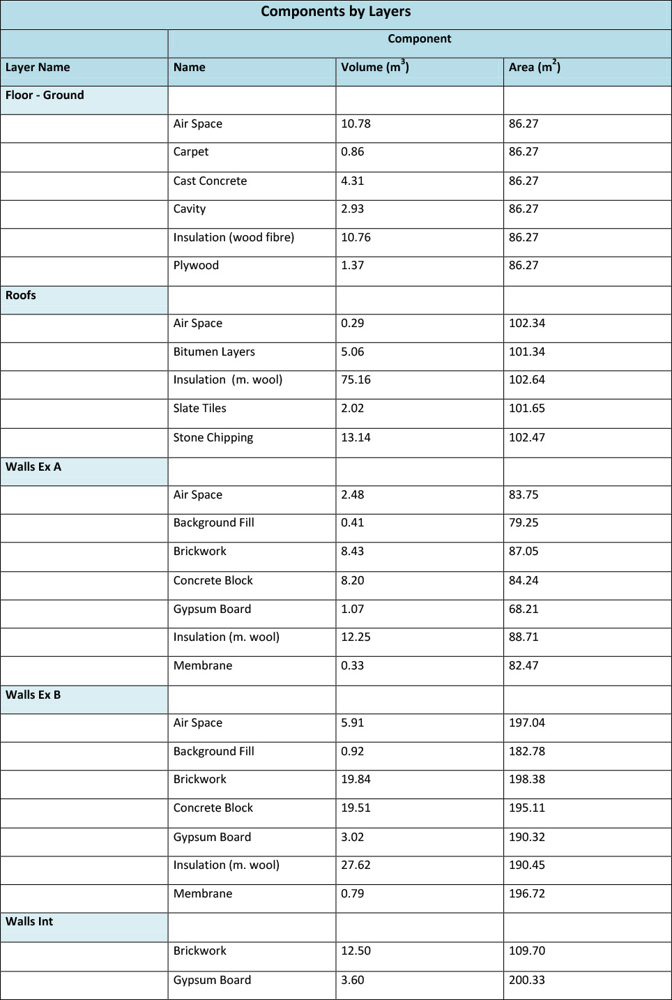 Components by Layers
Component
Layer Name Name Volume (m3) Area (m2)
Floor - Ground
Air Space 10.78 86.27
Carpet 0.86 86.27
Cast Concrete 4.31 86.27
Cavity 2.93 86.27
Insulation (wood fibre) 10.76 86.27
Plywood 1.37 86.27
Roofs
Air Space 0.29 102.34
Bitumen Layers 5.06 101.34
Insulation (m. wool) 75.16 102.64
Slate Tiles 2.02 101.65
Stone Chipping 13.14 102.47
Walls Ex A
Air Space 2.48 83.75
Background Fill 0.41 79.25
Brickwork 8.43 87.05
Concrete Block 8.20 84.24
Gypsum Board 1.07 68.21
Insulation (m. wool) 12.25 88.71
Membrane 0.33 82.47
Walls Ex B
Air Space 5.91 197.04
Background Fill 0.92 182.78
Brickwork 19.84 198.38
Concrete Block 19.51 195.11
Gypsum Board 3.02 190.32
Insulation (m. wool) 27.62 190.45
Membrane 0.79 196.72
Walls Int
Brickwork 12.50 109.70
Gypsum Board 3.60 200.33